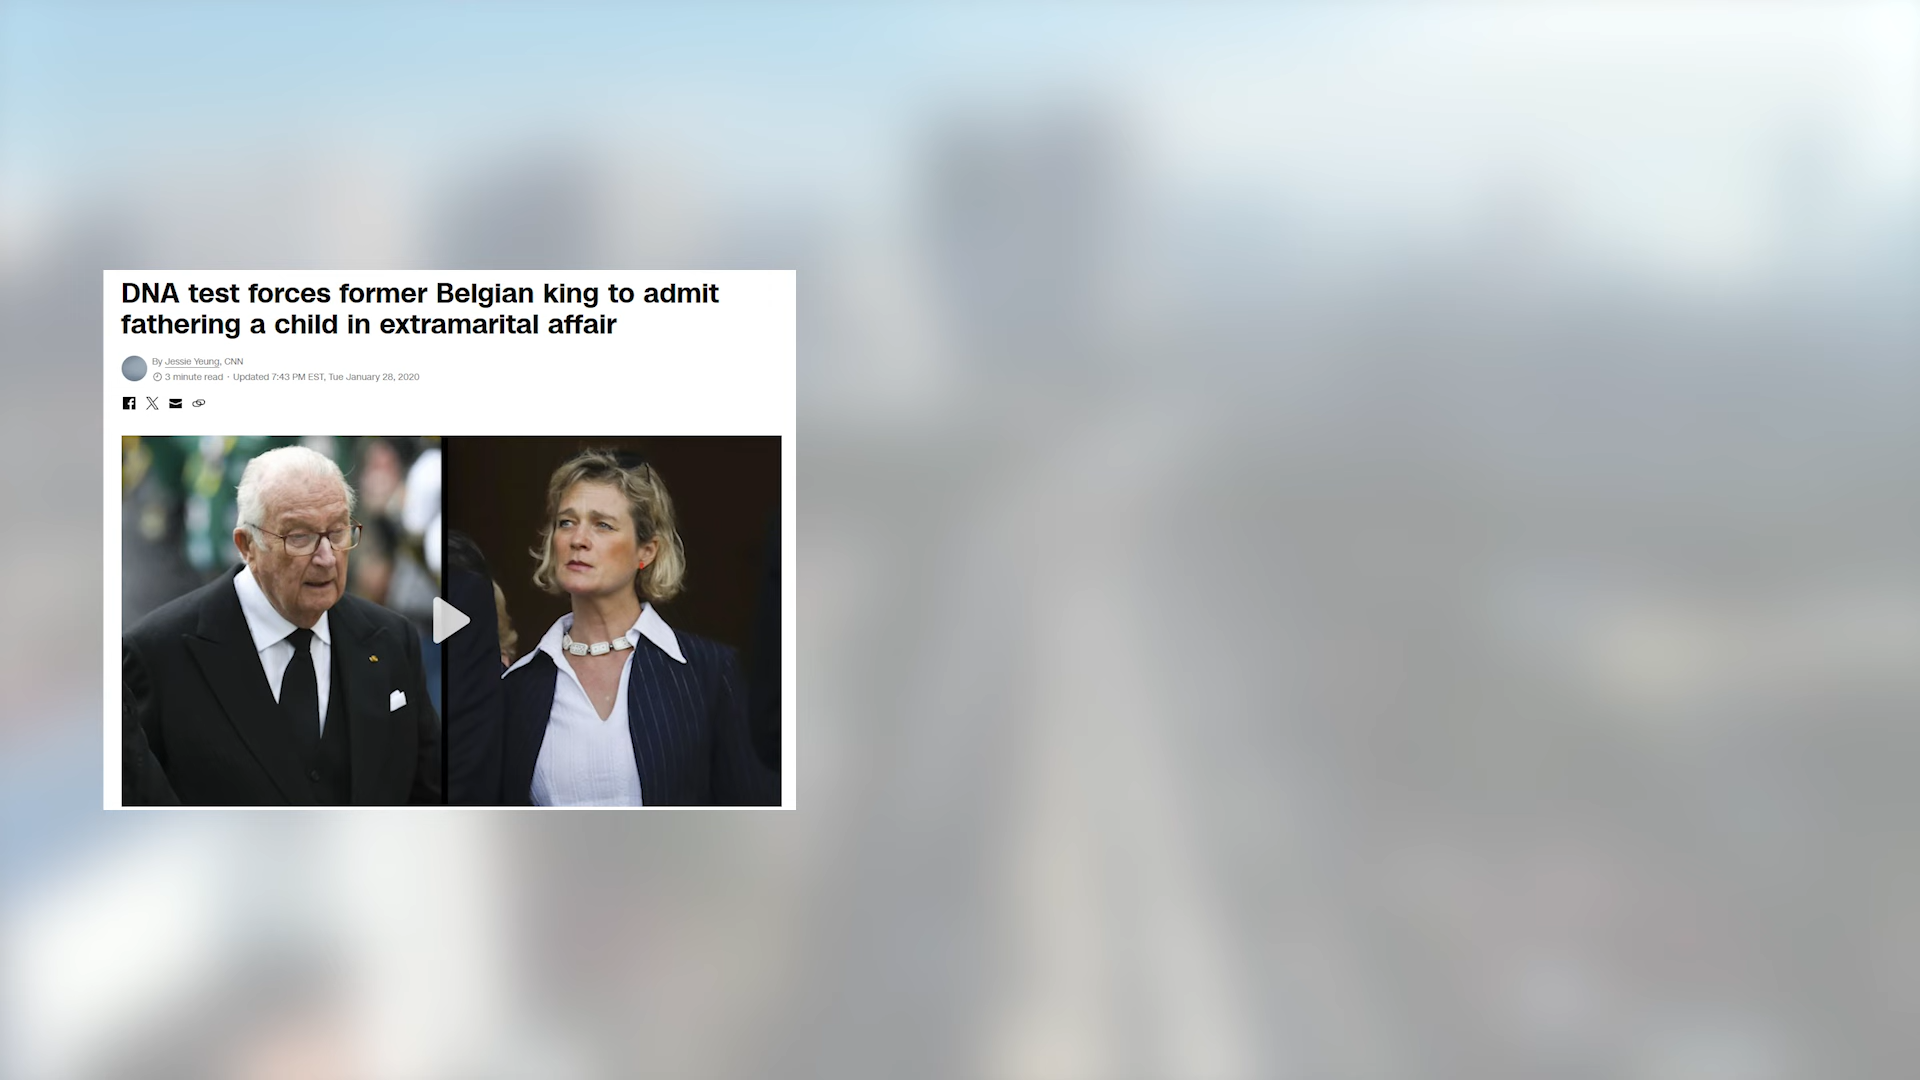 DNA test forces former Belgian king to admit
fathering a child in extramarital affair
By Jessie Yeung, CNN
3 minute read · Updated 7:43 PM EST, Tue January 28, 2020